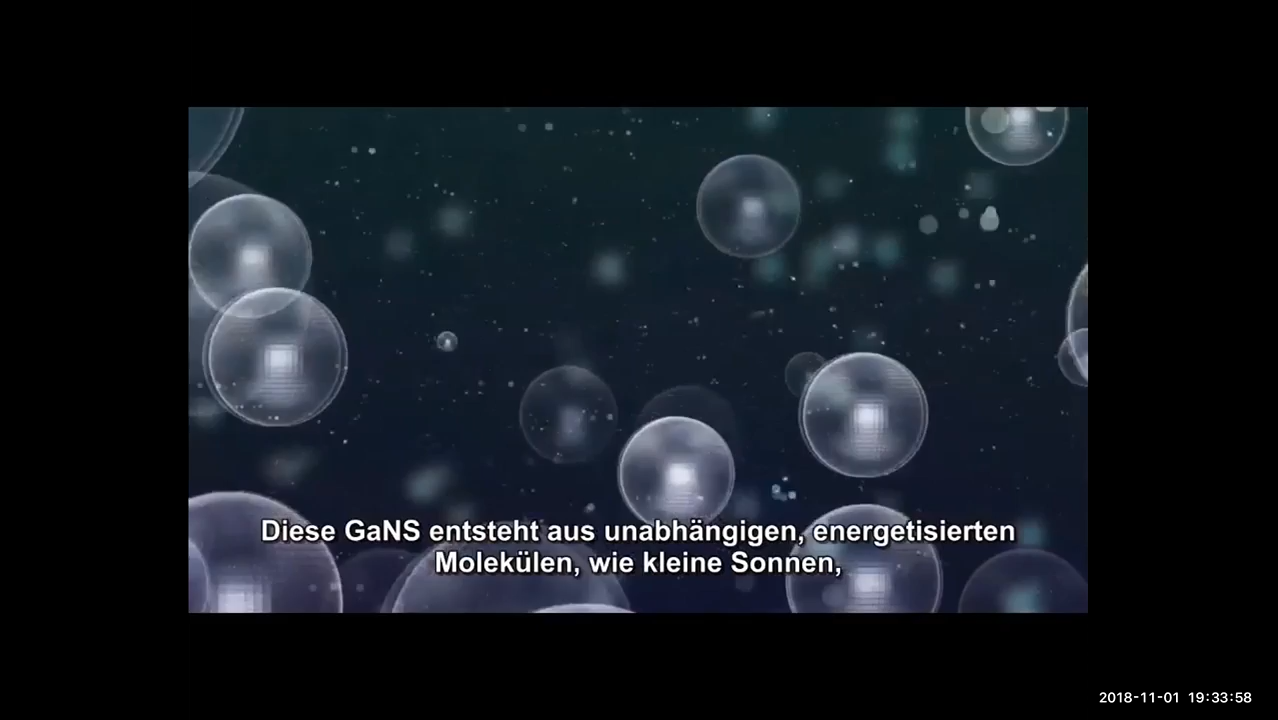 Diese GaNS entsteht aus unabhängigen, energetisierten
Molekülen, wie kleine Sonnen,
2018-11-01 19:33:58